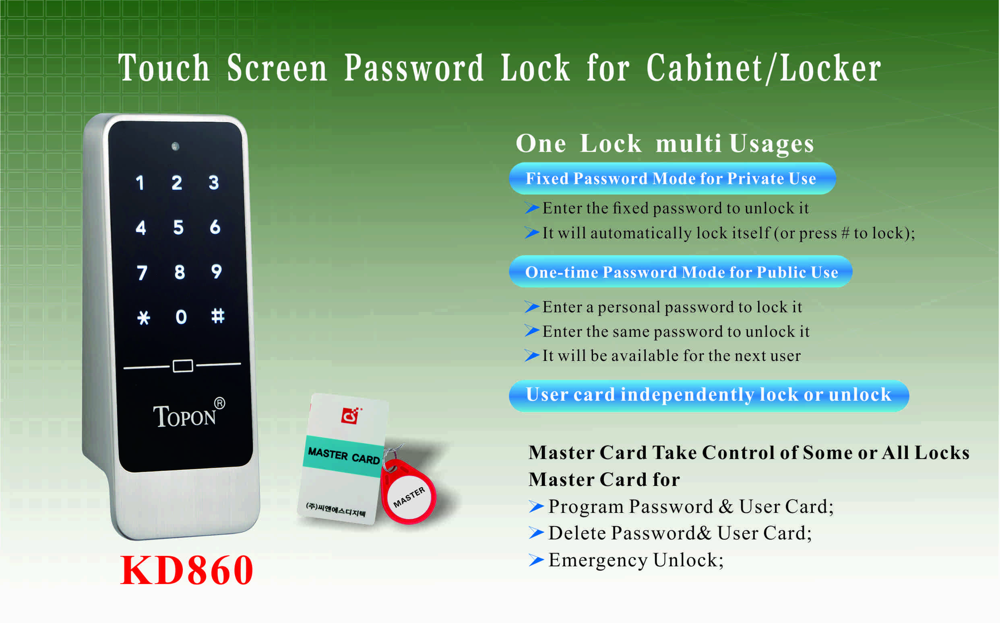 Touch Screen Password Lock for Cabinet/Locker
One Lock multi Usages
Fixed Password Mode for Private Use
Enter the fixed password to unlock it
It will automatically lock itself (or press # to lock);
One-time Password Mode for Public Use
Enter a personal password to lock it
Enter the same password to unlock it
It will be available for the next user
User card independently lock or unlock
Master Card Take Control of Some or All Locks
Master Card for
Program Password & User Card;
Delete Password& User Card;
Emergency Unlock;
1 2 3
4 5 6
7 8 9
* 0 #
TOPON®
KD860
CS
MASTER CARD
(주)씨앤에스디지텍
MASTER